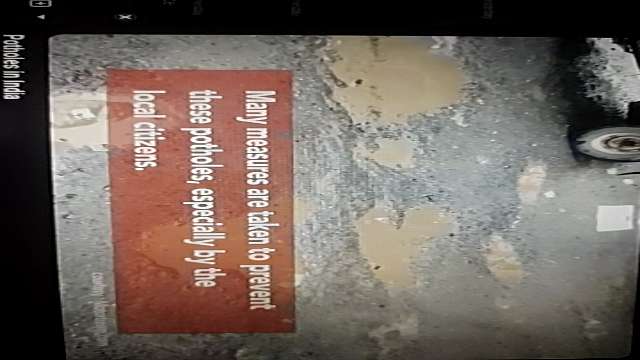 Potholes in India
Many measures are taken to prevent
these potholes, especially by the
local citizens.